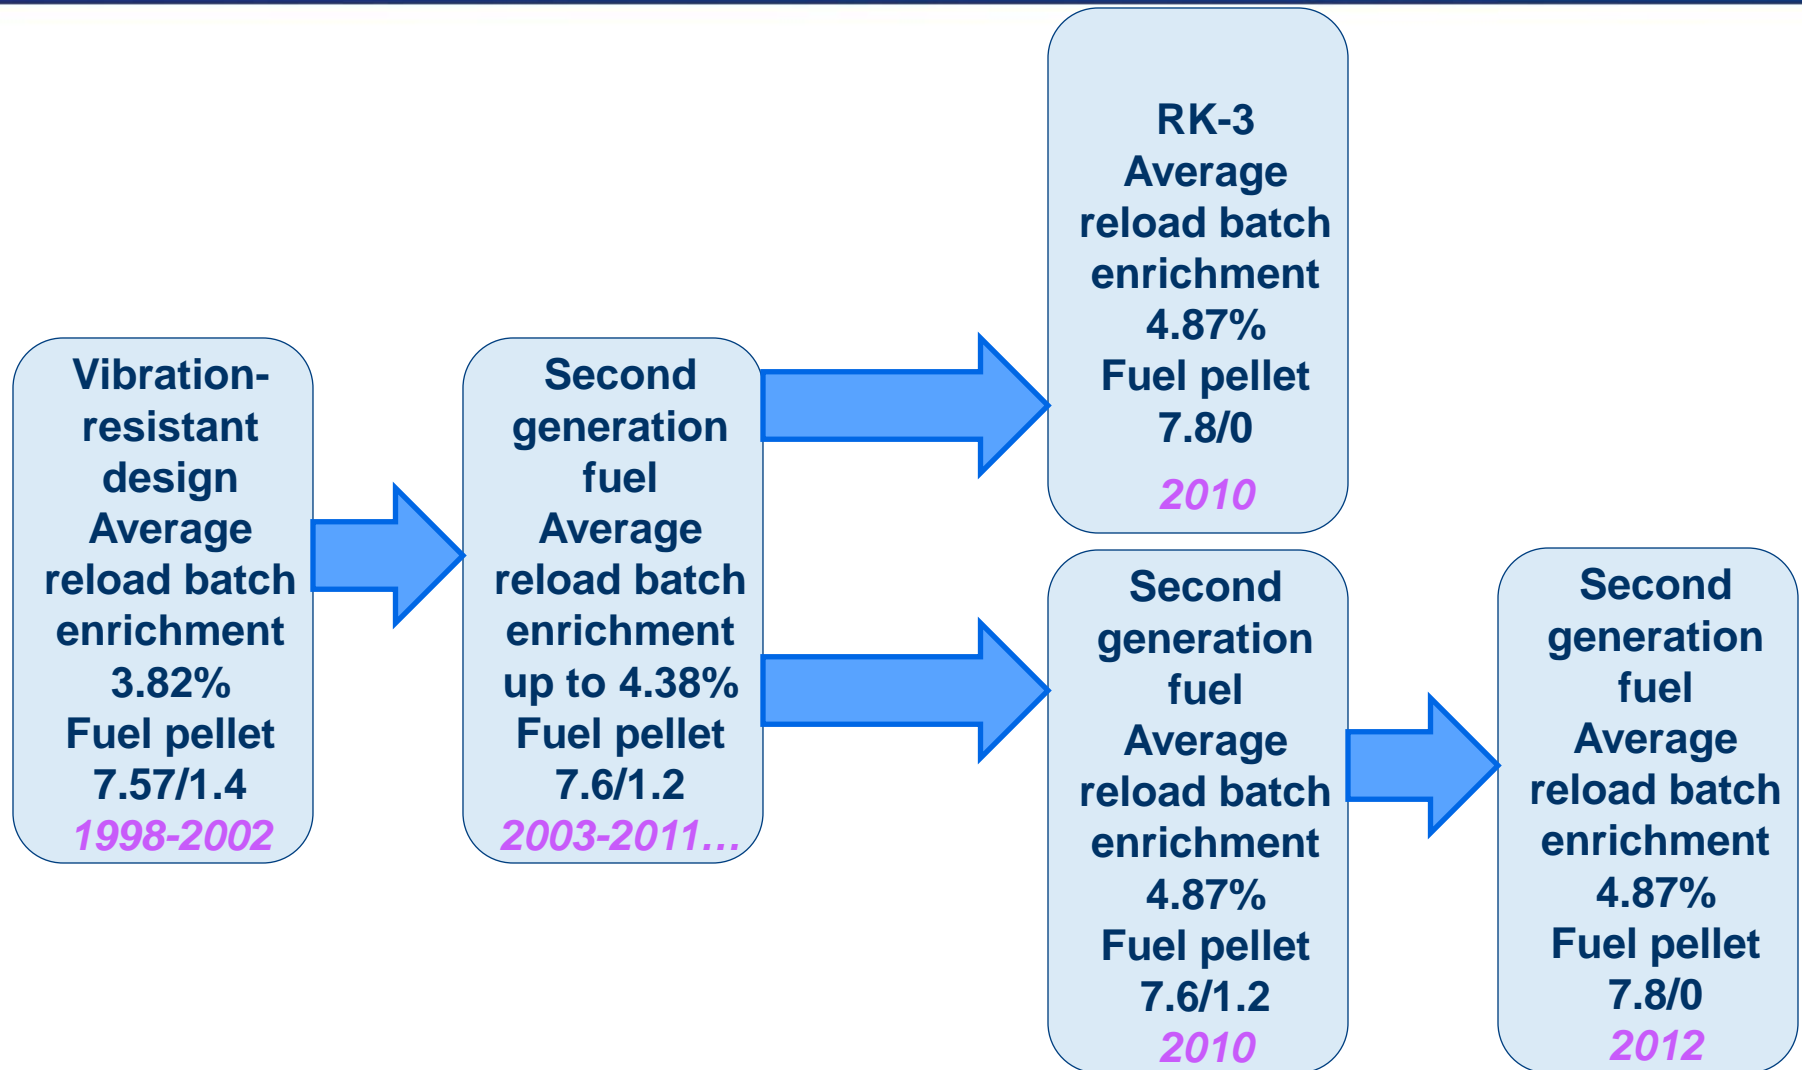 Vibration-
resistant
design
Average
reload batch
enrichment
3.82%
Fuel pellet
7.57/1.4
1998-2002
Second
generation
fuel
Average
reload batch
enrichment
up to 4.38%
Fuel pellet
7.6/1.2
2003-2011…
RK-3
Average
reload batch
enrichment
4.87%
Fuel pellet
7.8/0
2010
Second
generation
fuel
Average
reload batch
enrichment
4.87%
Fuel pellet
7.6/1.2
2010
Second
generation
fuel
Average
reload batch
enrichment
4.87%
Fuel pellet
7.8/0
2012